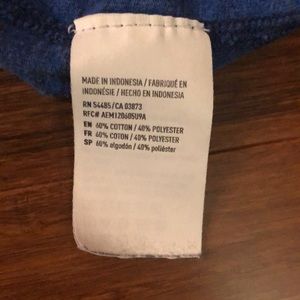 MADE IN INDONESIA / FABRIQUÉ EN
INDONÉSIE / HECHO EN INDONESIA
RN 54485/CA 03873
RFC# AEM120605U9A
EN 60% COTTON / 40% POLYESTER
FR 60% COTON / 40% POLYESTER
SP 60% algodón / 40% poliéster